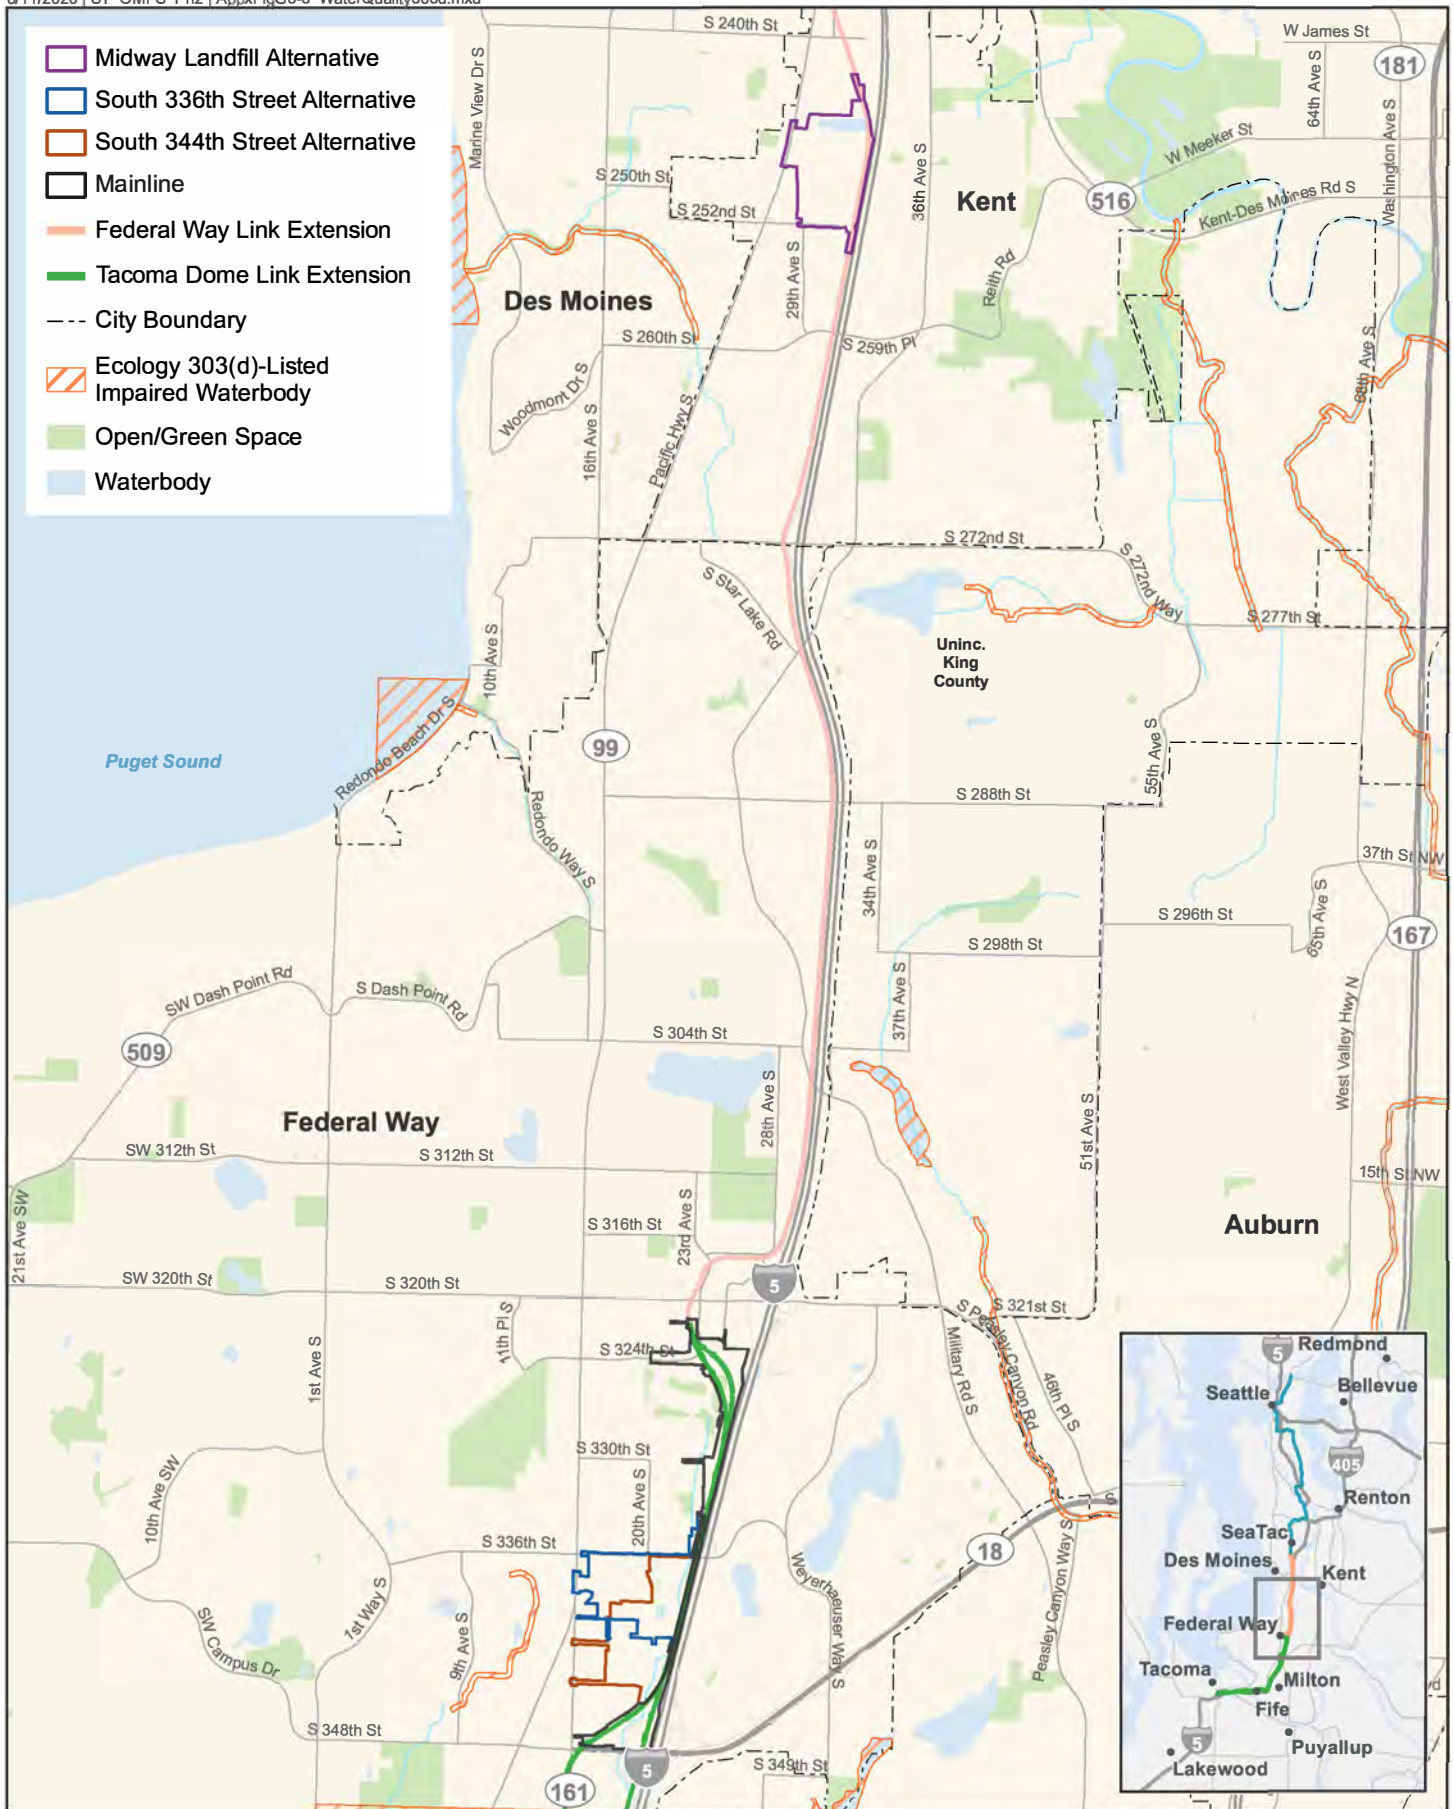 Midway Landfill Alternative
South 336th Street Alternative
South 344th Street Alternative
Mainline
Federal Way Link Extension
Tacoma Dome Link Extension
City Boundary
Ecology 303(d)-Listed
Impaired Waterbody
Open/Green Space
Waterbody
S 240th St
W James St
181
64th Ave S
Marine View Dr S
Washington Ave S
W Meeker St
36th Ave S
S 250th St
Kent
516
Kent-Des Moines Rd S
S 252nd St
29th Ave S
Reith Rd
Des Moines
S 260th St
S 259th Pl
68th Ave S
Woodmont Dr S
16th Ave S
Pacific Hwy S
S 272nd St
S 272nd Way
S Star Lake Rd
S 277th St
10th Ave S
Uninc.
King
County
Redondo Beach Dr S
99
Puget Sound
55th Ave S
S 288th St
Redondo Way S
34th Ave S
37th St NW
65th Ave S
S 296th St
167
S 298th St
SW Dash Point Rd
S Dash Point Rd
37th Ave S
West Valley Hwy N
S 304th St
509
28th Ave S
Federal Way
51st Ave S
SW 312th St
S 312th St
15th St NW
21st Ave SW
23rd Ave S
S 316th St
Auburn
SW 320th St
S 320th St
5
S 321st St
S Peasley Canyon Rd
11th Pl S
Military Rd S
46th Pl S
1st Ave S
S 324th St
S 330th St
10th Ave SW
20th Ave S
S 336th St
18
Weyerhaeuser Way S
Peasley Canyon Way S
1st Way S
9th Ave S
SW Campus Dr
S 348th St
S 349th St
5
161
5
Redmond
Seattle
Bellevue
405
Renton
SeaTac
Des Moines
Kent
Federal Way
Tacoma
Milton
Fife
5
Puyallup
Lakewood